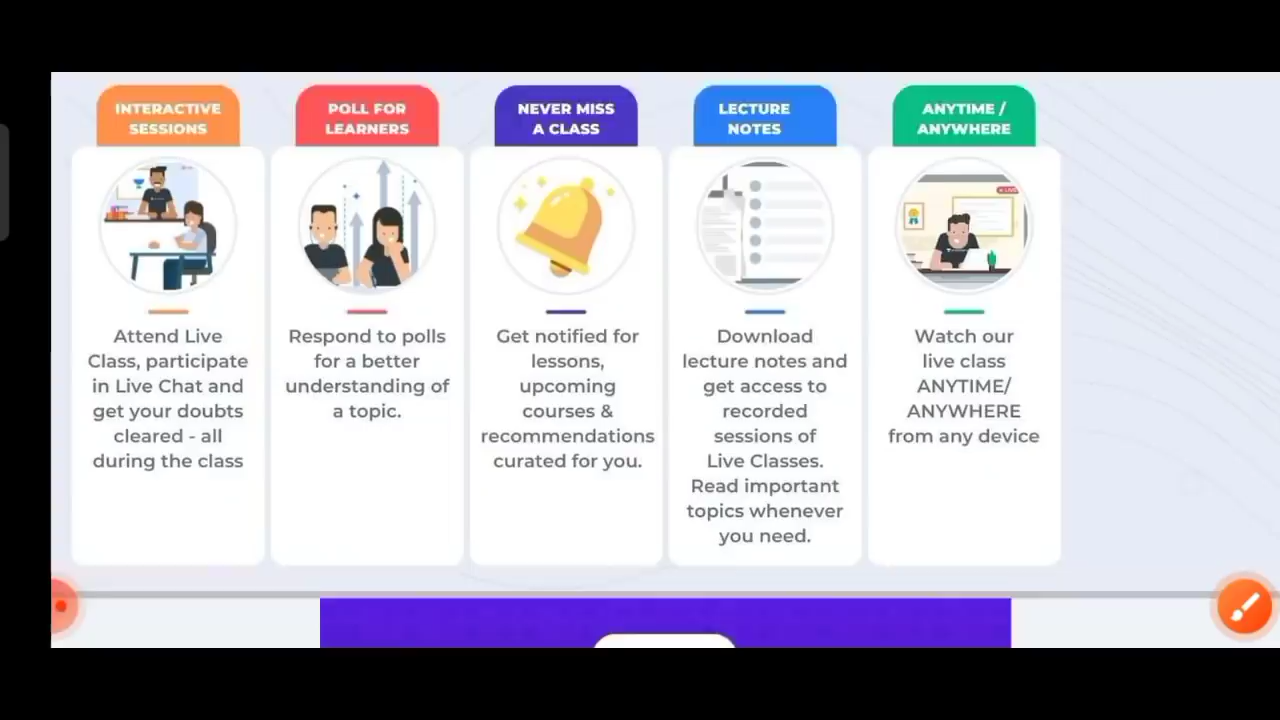 INTERACTIVE
SESSIONS
Attend Live
Class, participate
in Live Chat and
get your doubts
cleared - all
during the class
POLL FOR
LEARNERS
Respond to polls
for a better
understanding of
a topic.
NEVER MISS
A CLASS
Get notified for
lessons,
upcoming
courses &
recommendations
curated for you.
LECTURE
NOTES
Download
lecture notes and
get access to
recorded
sessions of
Live Classes.
Read important
topics whenever
you need.
ANYTIME /
ANYWHERE
LIVE
Watch our
live class
ANYTIME/
ANYWHERE
from any device